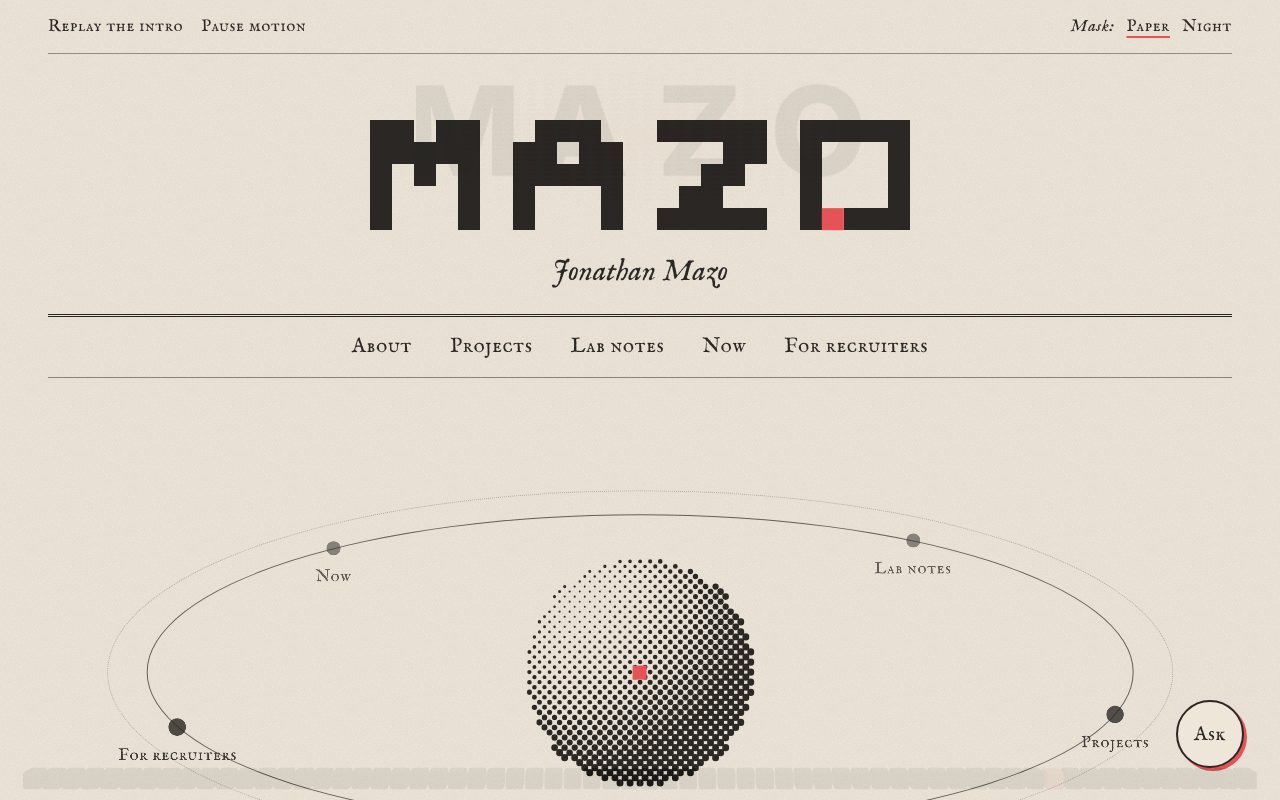 Replay the intro Pause motion
Mask: Paper Night
MAZO
MAZO
Jonathan Mazo
About Projects Lab notes Now For recruiters
Now
Lab notes
For recruiters
Projects
Ask